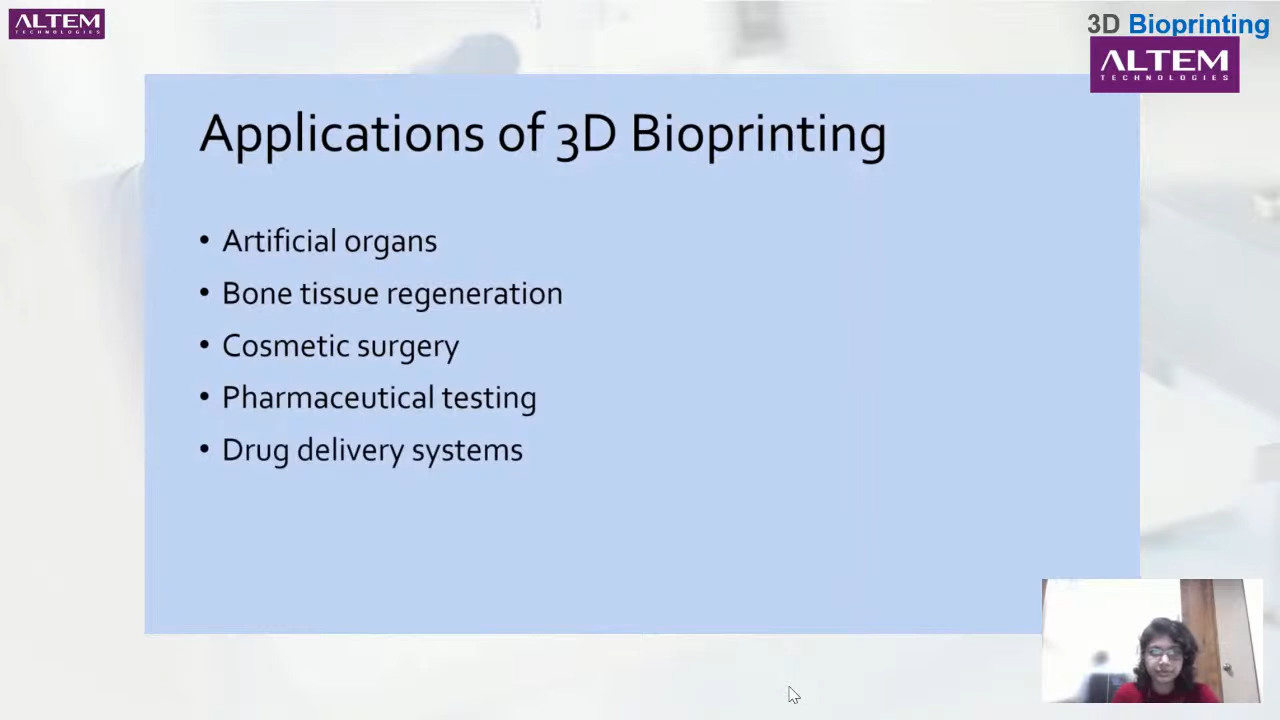 ALTEM
TECHNOLOGIES
3D Bioprinting
ALTEM
TECHNOLOGIES
Applications of 3D Bioprinting
• Artificial organs
• Bone tissue regeneration
• Cosmetic surgery
• Pharmaceutical testing
• Drug delivery systems